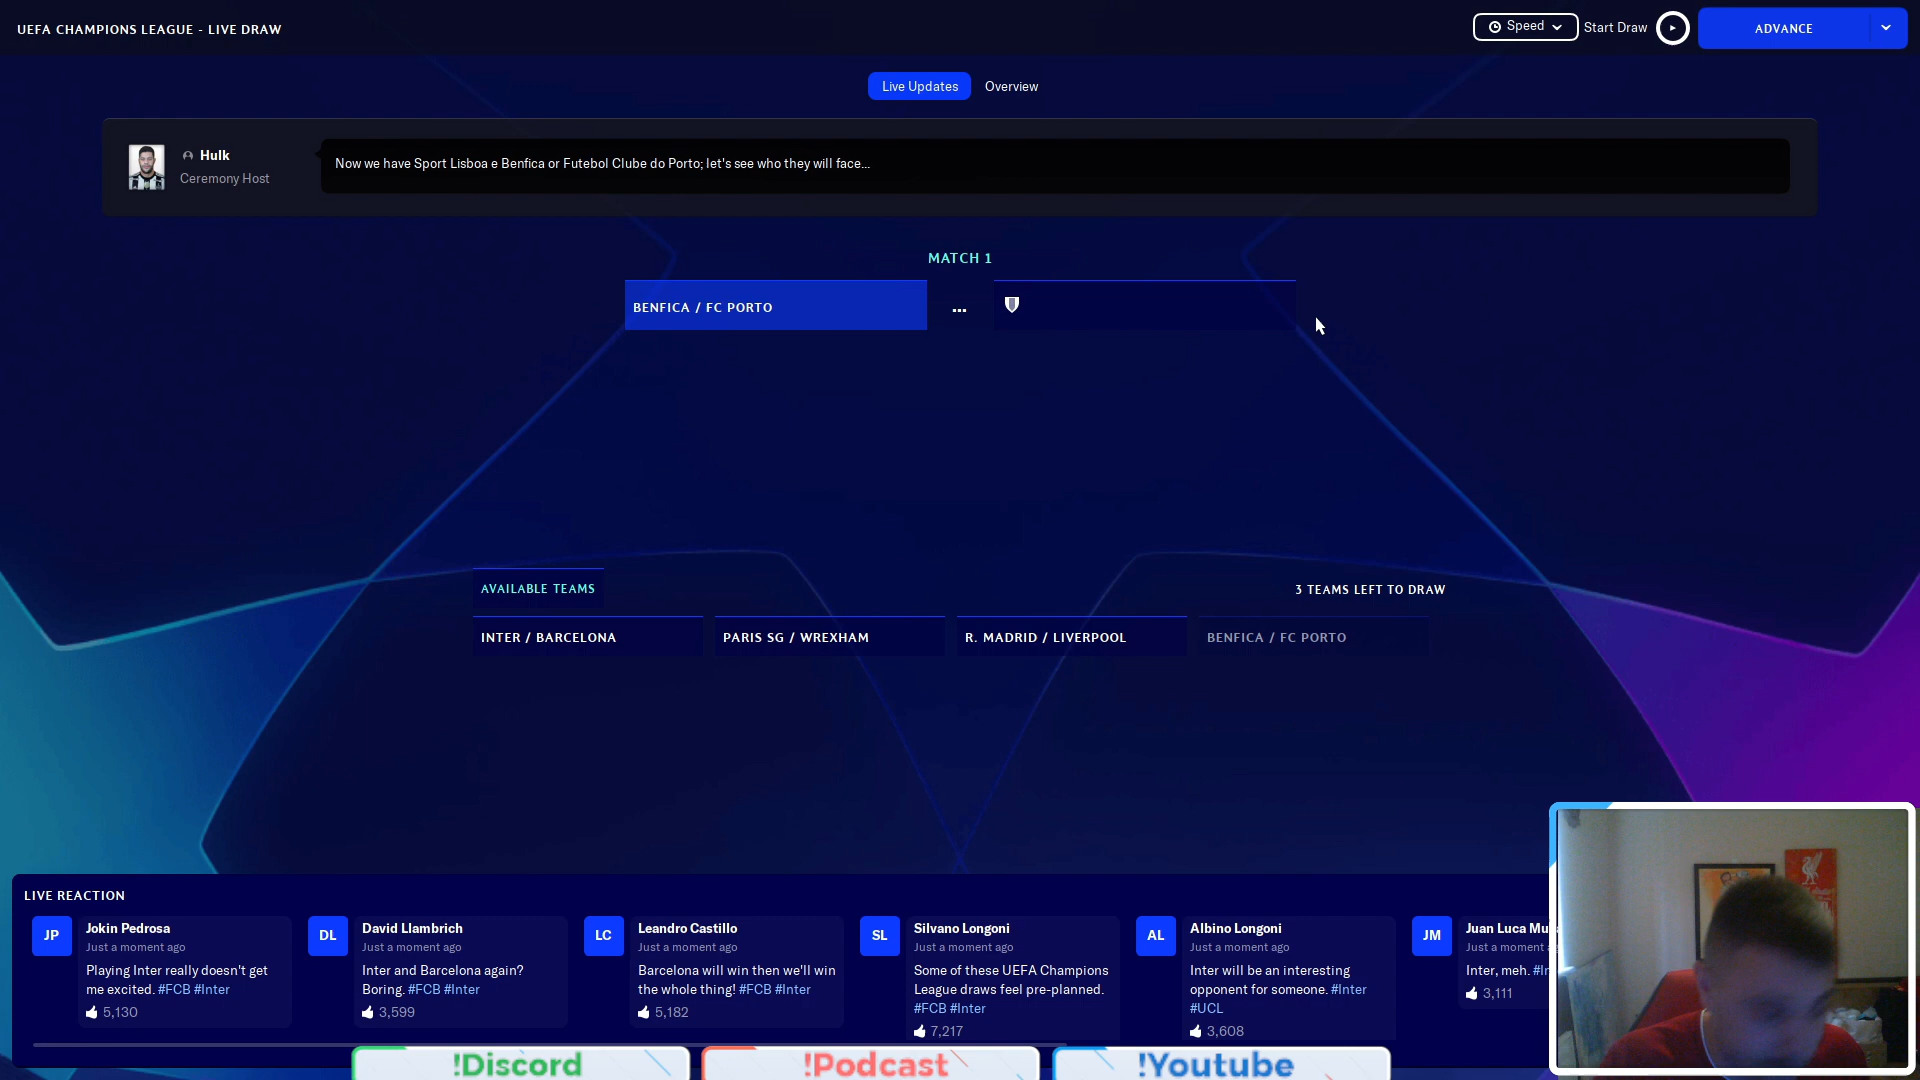 UEFA CHAMPIONS LEAGUE - LIVE DRAW
Speed
Start Draw
ADVANCE
Live Updates
Overview
Hulk
Ceremony Host
Now we have Sport Lisboa e Benfica or Futebol Clube do Porto; let's see who they will face...
MATCH 1
BENFICA / FC PORTO
...
AVAILABLE TEAMS
3 TEAMS LEFT TO DRAW
INTER / BARCELONA
PARIS SG / WREXHAM
R. MADRID / LIVERPOOL
BENFICA / FC PORTO
LIVE REACTION
JP
Jokin Pedrosa
Just a moment ago
Playing Inter really doesn't get
me excited. #FCB #Inter
5,130
DL
David Llambrich
Just a moment ago
Inter and Barcelona again?
Boring. #FCB #Inter
3,599
LC
Leandro Castillo
Just a moment ago
Barcelona will win then we'll win
the whole thing! #FCB #Inter
5,182
SL
Silvano Longoni
Just a moment ago
Some of these UEFA Champions
League draws feel pre-planned.
#FCB #Inter
7,217
AL
Albino Longoni
Just a moment ago
Inter will be an interesting
opponent for someone. #Inter
#UCL
3,608
JM
Juan Luca
Just a moment
Inter, meh.
3,111
!Discord
!Podcast
!Youtube